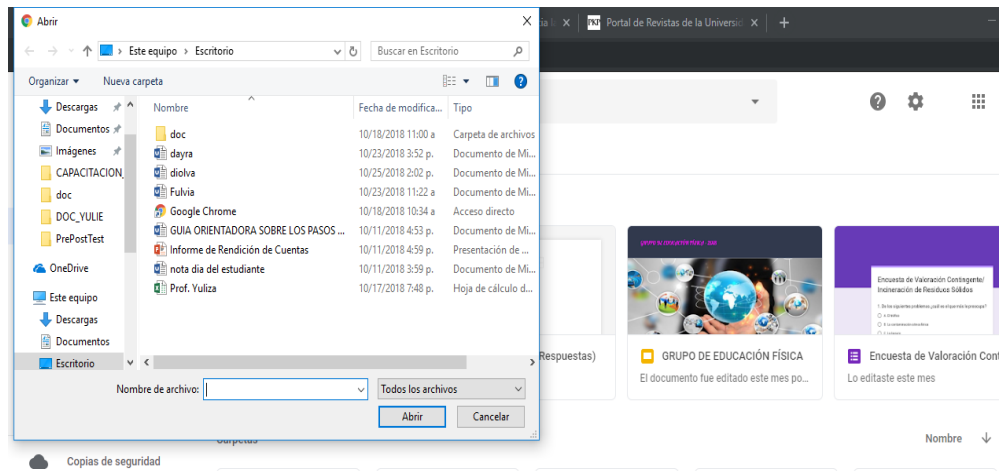 Abrir
PKP Portal de Revistas de la Universic
Este equipo > Escritorio
Buscar en Escritorio
Organizar Nueva carpeta
Nombre Fecha de modifica... Tipo
Descargas
Documentos
Imágenes
CAPACITACION_
doc
DOC_YULIE
PrePostTest
OneDrive
Este equipo
Descargas
Documentos
Escritorio
doc 10/18/2018 11:00 a Carpeta de archivos
dayra 10/23/2018 3:52 p. Documento de Mi...
diolva 10/25/2018 2:02 p. Documento de Mi...
Fulvia 10/23/2018 11:22 a Documento de Mi...
Google Chrome 10/18/2018 10:34 a Acceso directo
GUIA ORIENTADORA SOBRE LOS PASOS ... 10/11/2018 4:53 p. Documento de Mi...
Informe de Rendición de Cuentas 10/11/2018 4:59 p. Presentación de ...
nota dia del estudiante 10/11/2018 3:59 p. Documento de Mi...
Prof. Yuliza 10/17/2018 7:48 p. Hoja de cálculo d...
Nombre de archivo: Todos los archivos
Abrir Cancelar
Encuesta de Valoración Contingente/
Incineración de Residuos Sólidos
Respuestas)
GRUPO DE EDUCACIÓN FÍSICA
El documento fue editado este mes po...
Encuesta de Valoración Cont
Lo editaste este mes
Carpetas
Nombre
Copias de seguridad